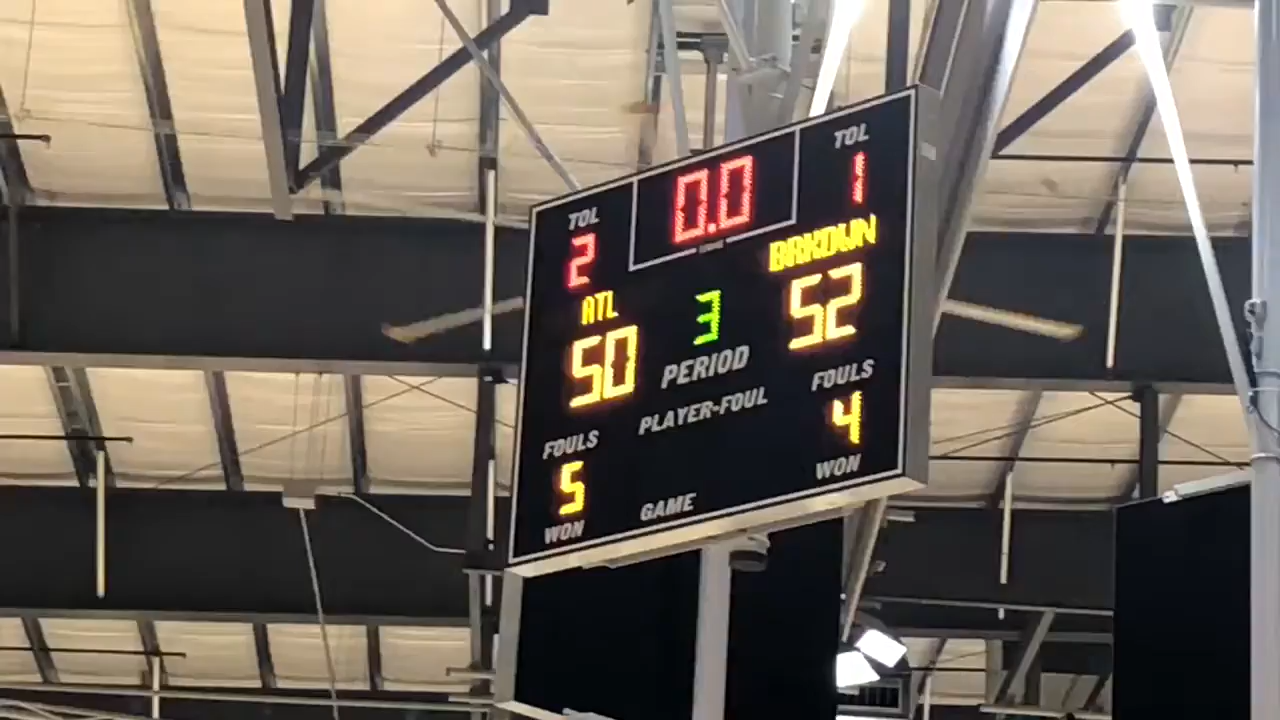 TOL
2
0.0
TOL
1
ATL
50
3
PERIOD
BRKDWN
52
PLAYER-FOUL
FOULS
5
WON
FOULS
4
WON
GAME